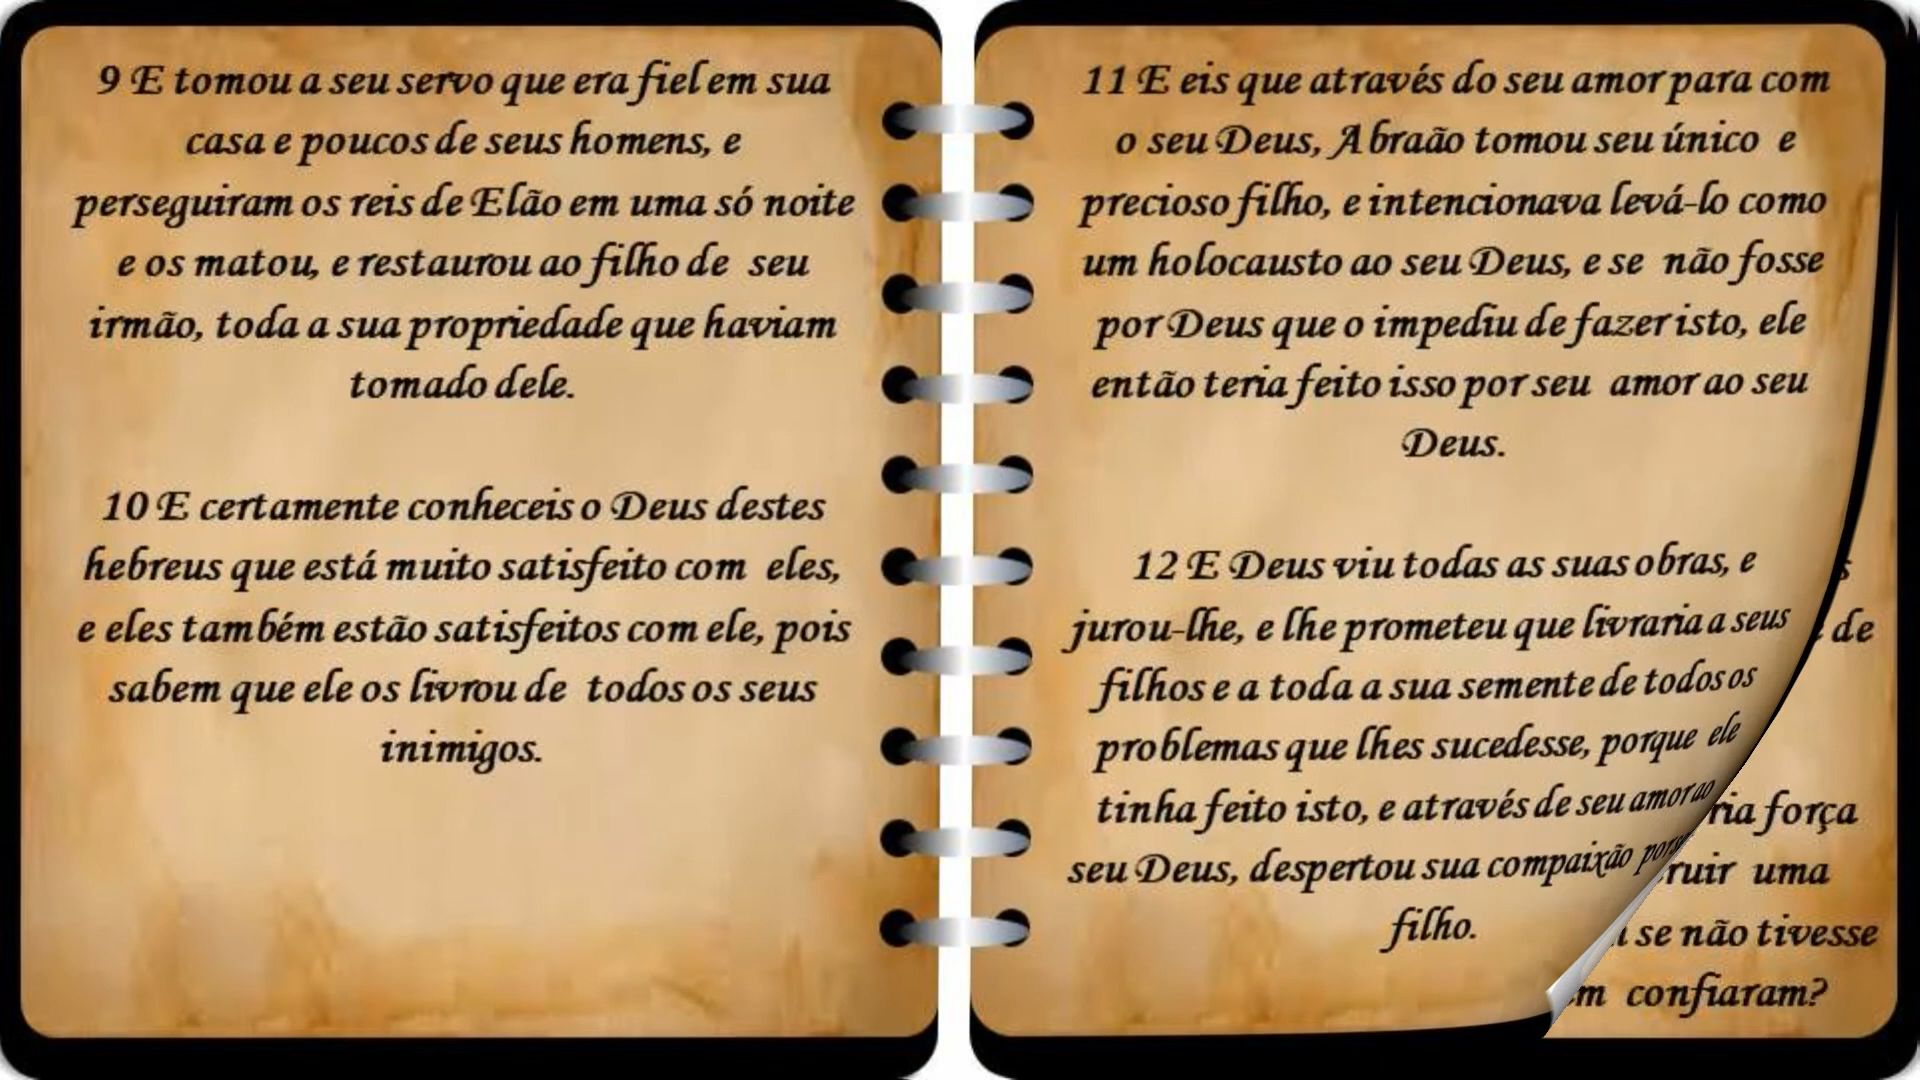 9 E tomou a seu servo que era fiel em sua
casa e poucos de seus homens, e
perseguiram os reis de Elão em uma só noite
e os matou, e restaurou ao filho de seu
irmão, toda a sua propriedade que haviam
tomado dele.
10 E certamente conheceis o Deus destes
hebreus que está muito satisfeito com eles,
e eles também estão satisfeitos com ele, pois
sabem que ele os livrou de todos os seus
inimigos.
11 E eis que através do seu amor para com
o seu Deus, Abraão tomou seu único e
precioso filho, e intencionava levá-lo como
um holocausto ao seu Deus, e se não fosse
por Deus que o impediu de fazer isto, ele
então teria feito isso por seu amor ao seu
Deus.
12 E Deus viu todas as suas obras, e
jurou-lhe, e lhe prometeu que livraria a seus
filhos e a toda a sua semente de todos os
problemas que lhes sucedesse, porque ele
tinha feito isto, e através de seu amor ao
seu Deus, despertou sua compaixão
filho.
de
força
uma
se não tivesse
confiaram?